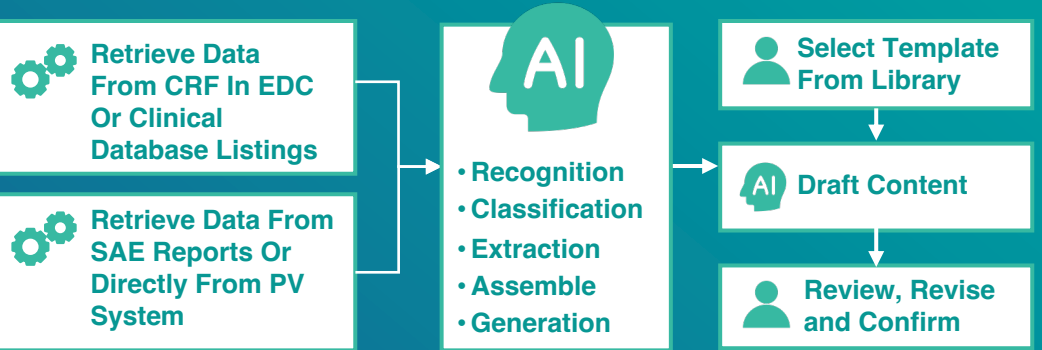 Retrieve Data
From CRF In EDC
Or Clinical
Database Listings
Retrieve Data From
SAE Reports Or
Directly From PV
System
AI
• Recognition
• Classification
• Extraction
• Assemble
• Generation
Select Template
From Library
AI
Draft Content
Review, Revise
and Confirm